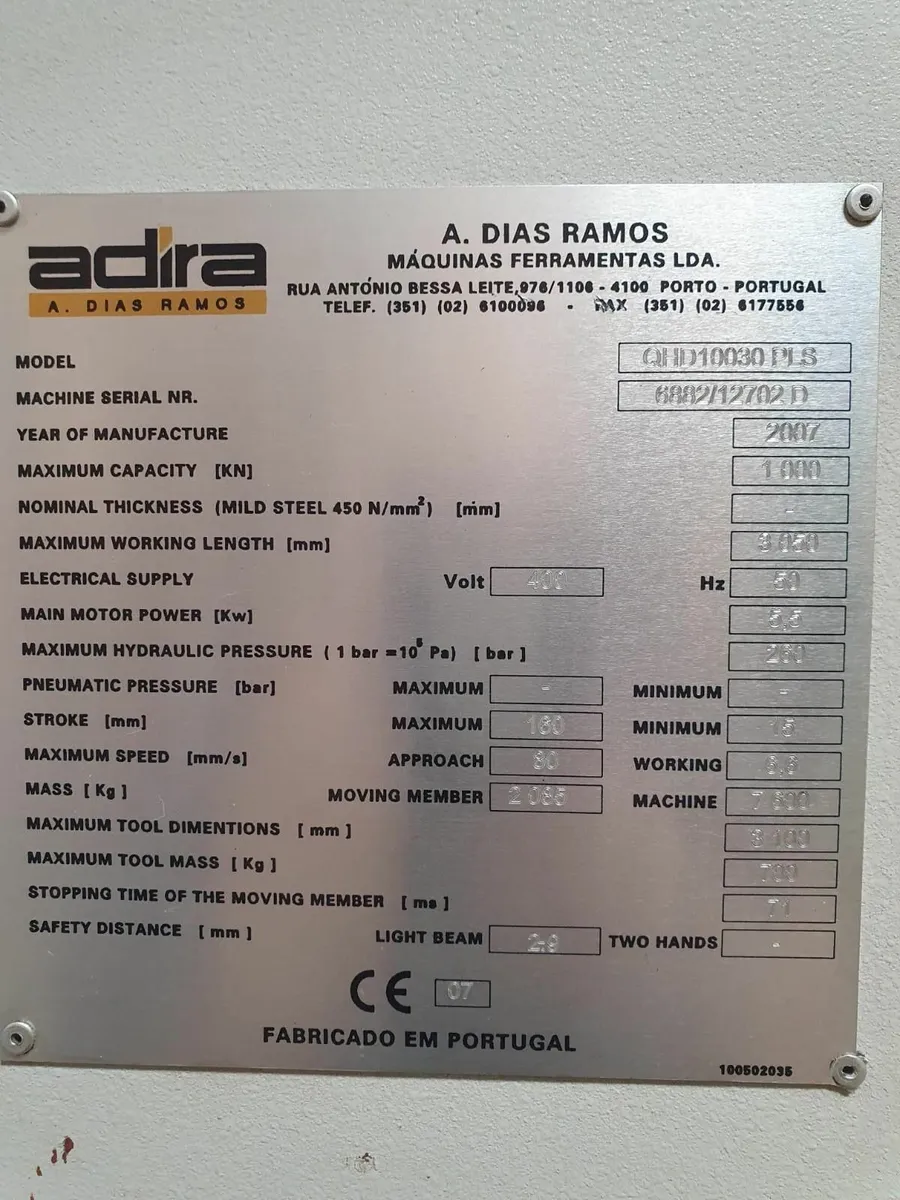 adira
A. DIAS RAMOS
A. DIAS RAMOS
MÁQUINAS FERRAMENTAS LDA.
RUA ANTÓNIO BESSA LEITE,976/1106 - 4100 PORTO - PORTUGAL
TELEF. (351) (02) 6100096 - FAX (351) (02) 6177556
MODEL QHD10030 PLS
MACHINE SERIAL NR. 6882/12702 D
YEAR OF MANUFACTURE 2007
MAXIMUM CAPACITY [KN] 1 000
NOMINAL THICKNESS (MILD STEEL 450 N/mm²) [mm] -
MAXIMUM WORKING LENGTH [mm] 3 050
ELECTRICAL SUPPLY Volt 400 Hz 50
MAIN MOTOR POWER [Kw] 5,5
MAXIMUM HYDRAULIC PRESSURE ( 1 bar =10⁵ Pa) [ bar ]
PNEUMATIC PRESSURE [bar] MAXIMUM - MINIMUM -
STROKE [mm] MAXIMUM MINIMUM 15
MAXIMUM SPEED [mm/s] APPROACH WORKING
MASS [ Kg ] MOVING MEMBER MACHINE
MAXIMUM TOOL DIMENTIONS [ mm ] 3 100
MAXIMUM TOOL MASS [ Kg ] 700
STOPPING TIME OF THE MOVING MEMBER [ ms ] 71
SAFETY DISTANCE [ mm ] LIGHT BEAM TWO HANDS -
CE 07
FABRICADO EM PORTUGAL
100502035